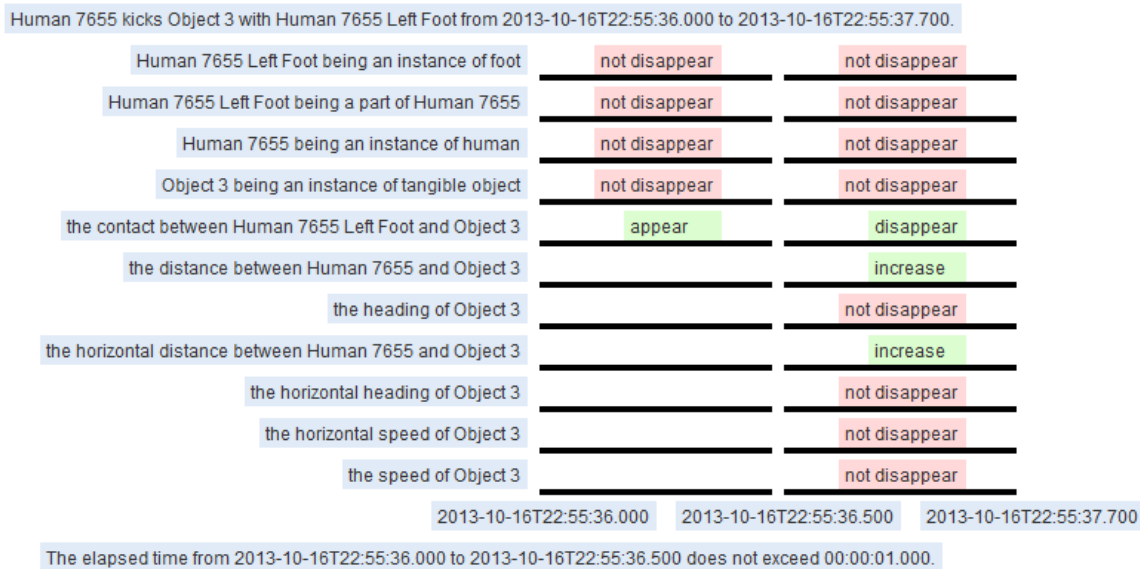 Human 7655 kicks Object 3 with Human 7655 Left Foot from 2013-10-16T22:55:36.000 to 2013-10-16T22:55:37.700.
Human 7655 Left Foot being an instance of foot not disappear not disappear
Human 7655 Left Foot being a part of Human 7655 not disappear not disappear
Human 7655 being an instance of human not disappear not disappear
Object 3 being an instance of tangible object not disappear not disappear
the contact between Human 7655 Left Foot and Object 3 appear disappear
the distance between Human 7655 and Object 3 increase
the heading of Object 3 not disappear
the horizontal distance between Human 7655 and Object 3 increase
the horizontal heading of Object 3 not disappear
the horizontal speed of Object 3 not disappear
the speed of Object 3 not disappear
2013-10-16T22:55:36.000 2013-10-16T22:55:36.500 2013-10-16T22:55:37.700
The elapsed time from 2013-10-16T22:55:36.000 to 2013-10-16T22:55:36.500 does not exceed 00:00:01.000.